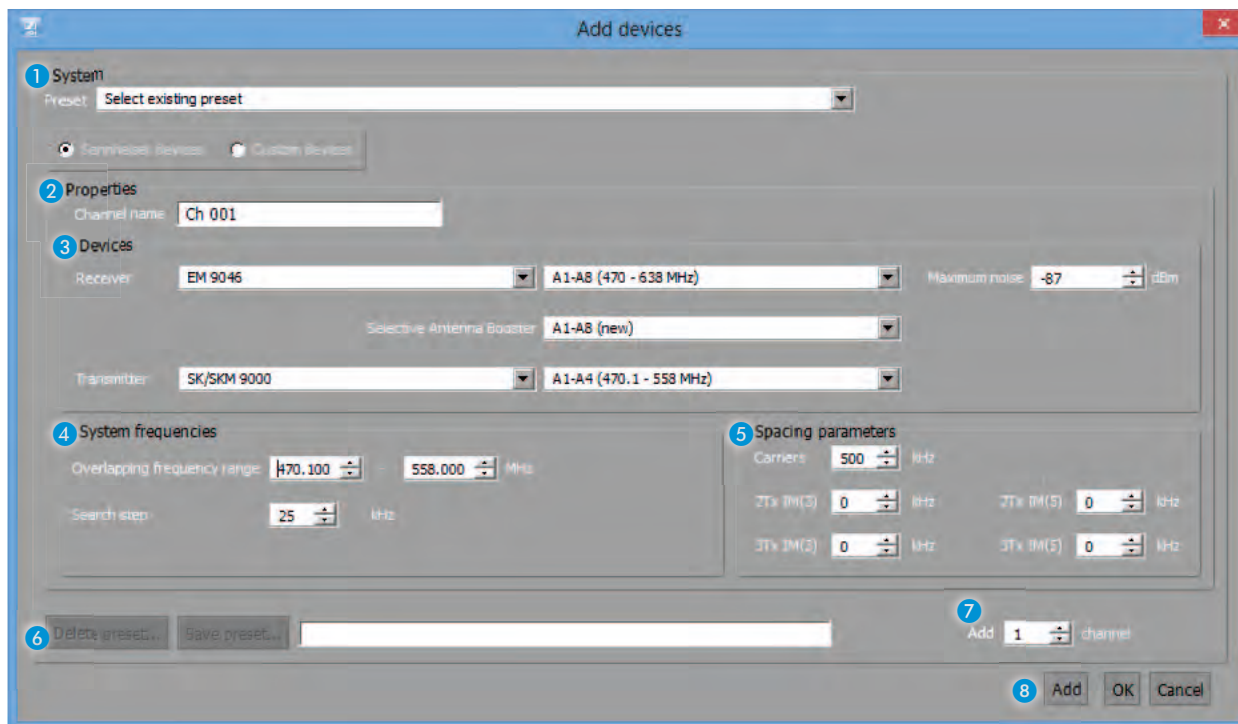 Add devices
1 System
Preset Select existing preset
Sennheiser devices Custom devices
2 Properties
Channel name Ch 001
3 Devices
Receiver EM 9046 A1-A8 (470 - 638 MHz) Maximum noise -87 dBm
Selective Antenna Booster A1-A8 (new)
Transmitter SK/SKM 9000 A1-A4 (470.1 - 558 MHz)
4 System frequencies
Overlapping frequency range 470.100 - 558.000 MHz
Search step 25 kHz
5 Spacing parameters
Carriers 500 kHz
2Tx IM(3) 0 kHz 2Tx IM(5) 0 kHz
3Tx IM(3) 0 kHz 3Tx IM(5) 0 kHz
6 Delete preset... Save preset...
7
Add 1 channel
8 Add OK Cancel